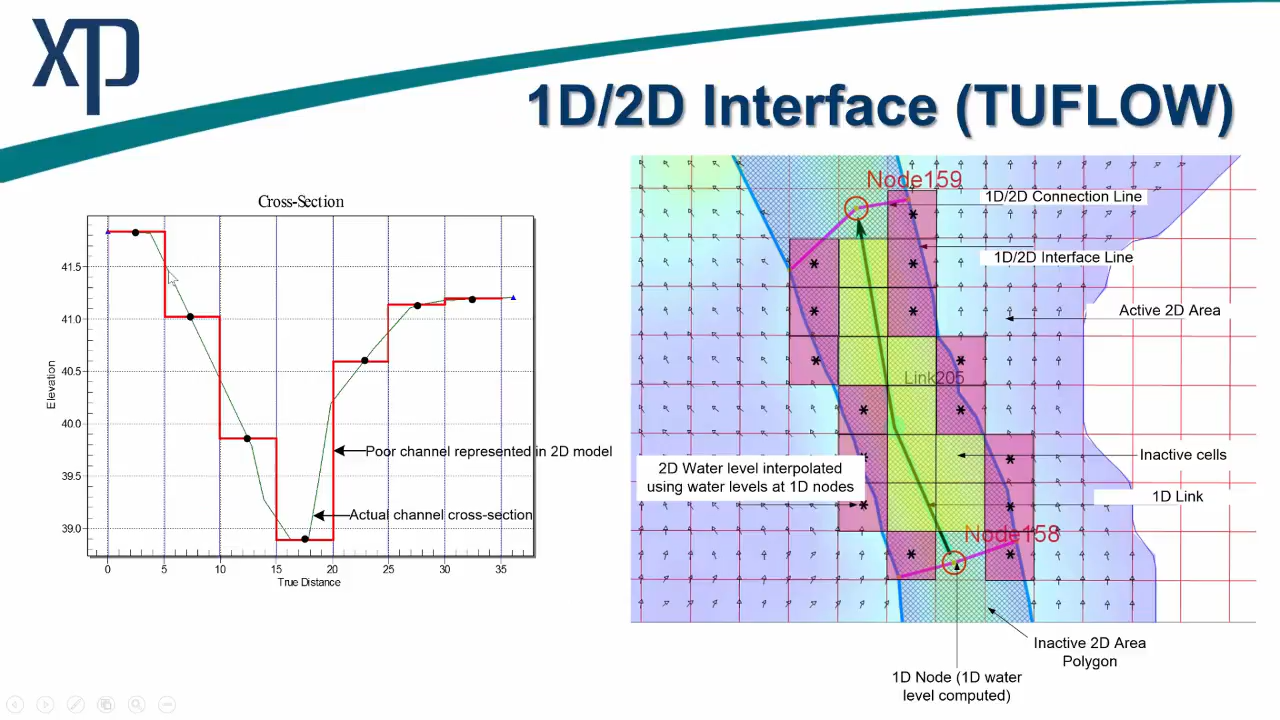 XP
1D/2D Interface (TUFLOW)
Cross-Section
41.5
41.0
40.5
40.0
39.5
39.0
Elevation
0
5
10
15
20
25
30
35
True Distance
Poor channel represented in 2D model
Actual channel cross-section
Node159
1D/2D Connection Line
1D/2D Interface Line
Active 2D Area
Link205
Inactive cells
2D Water level interpolated
using water levels at 1D nodes
1D Link
Node158
Inactive 2D Area
Polygon
1D Node (1D water
level computed)